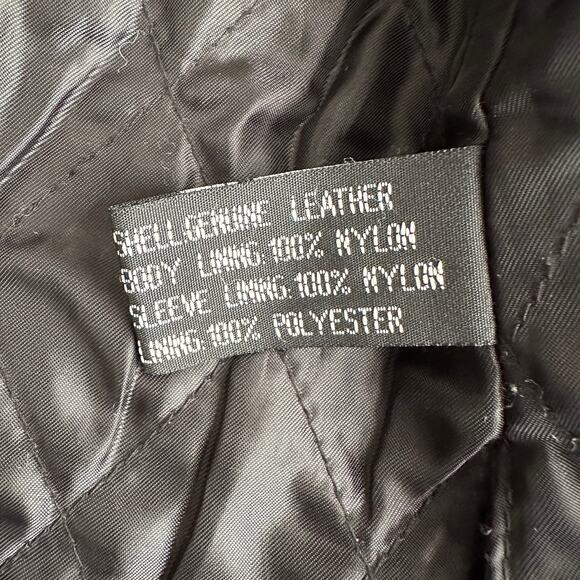 SHELL:GENUINE LEATHER
BODY LINING:100% NYLON
SLEEVE LINING:100% NYLON
LINING:100% POLYESTER